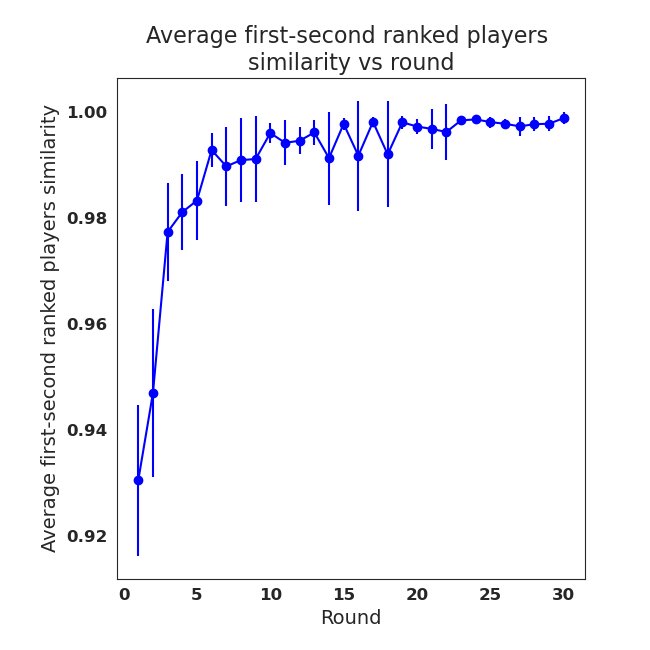 Average first-second ranked players
similarity vs round
Average first-second ranked players similarity
1.00
0.98
0.96
0.94
0.92
0 5 10 15 20 25 30
Round